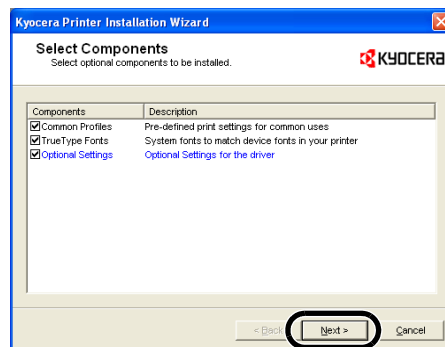 Kyocera Printer Installation Wizard
Select Components
Select optional components to be installed.
KYOCERA
Components Description
Common Profiles Pre-defined print settings for common uses
TrueType Fonts System fonts to match device fonts in your printer
Optional Settings Optional Settings for the driver
< Back Next > Cancel